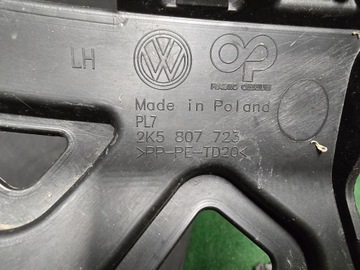 LH
Made in Poland
PL7
2K5 807 723
>PP-PE-TD20<